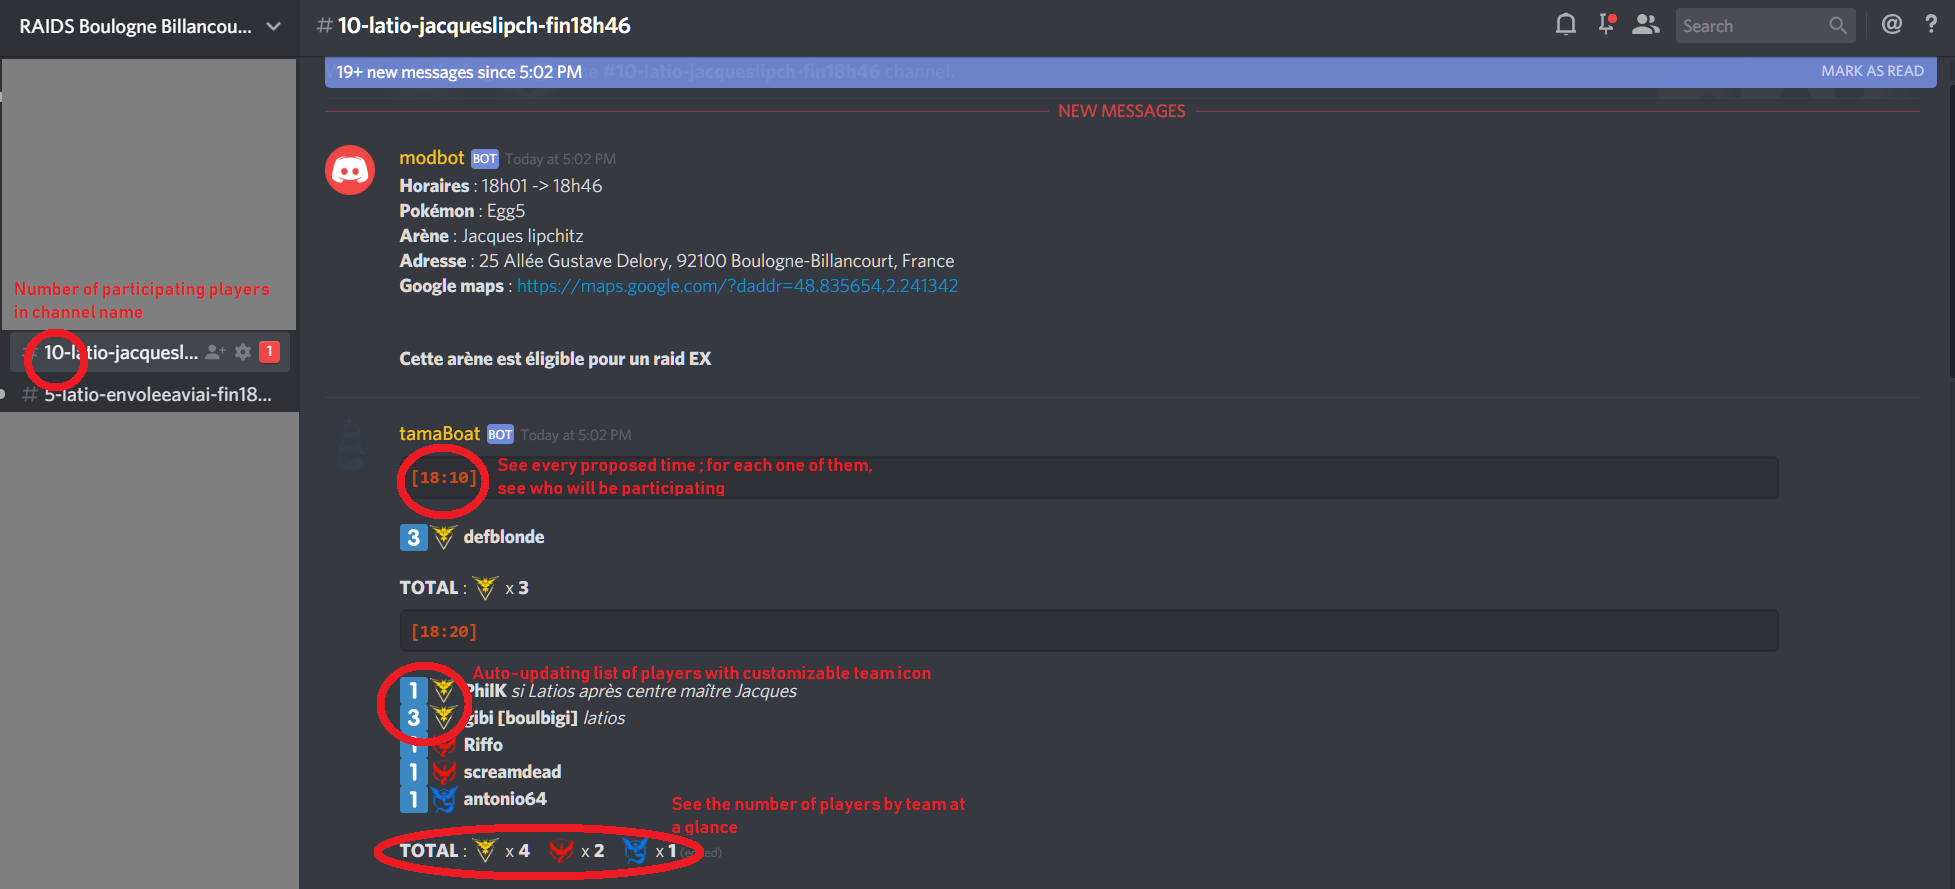 RAIDS Boulogne Billancou...
# 10-latio-jacqueslipch-fin18h46
Search
@ ?
19+ new messages since 5:02 PM
#10-latio-jacqueslipch-fin18h46 channel.
MARK AS READ
NEW MESSAGES
modbot BOT Today at 5:02 PM
Horaires : 18h01 -> 18h46
Pokémon : Egg5
Arène : Jacques lipchitz
Adresse : 25 Allée Gustave Delory, 92100 Boulogne-Billancourt, France
Google maps : https://maps.google.com/?daddr=48.835654,2.241342
Cette arène est éligible pour un raid EX
Number of participating players
in channel name
# 10-latio-jacquesl... 1
# 5-latio-envoleeaviai-fin18...
tamaBoat BOT Today at 5:02 PM
[18:10]
See every proposed time ; for each one of them,
see who will be participating
3 defblonde
TOTAL : x 3
[18:20]
Auto-updating list of players with customizable team icon
1 PhilK si Latios après centre maître Jacques
3 gibi [boulbigi] latios
1 Riffo
1 screamdead
1 antonio64
See the number of players by team at
a glance
TOTAL : x 4 x 2 x 1